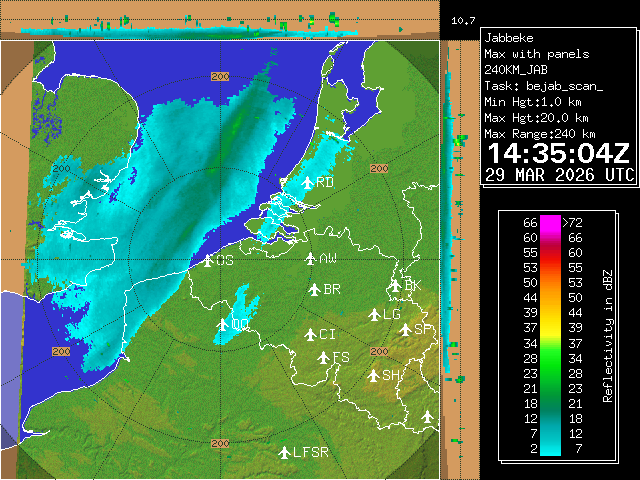 10.7
Jabbeke
Max with panels
240KM_JAB
Task: bejab_scan_
Min Hgt:1.0 km
Max Hgt:20.0 km
Max Range:240 km
14:35:04Z
29 MAR 2026 UTC
200
200
200
RD
OS
AW
BR
BK
LG
QO
CI
SP
200
FS
SH
200
LFSR
66 >72
60 66
55 59
53 55
50 53
44 50
39 44
37 39
34 37
28 34
24 28
21 23
18 21
12 18
7 12
2 7
Reflectivity in dBZ